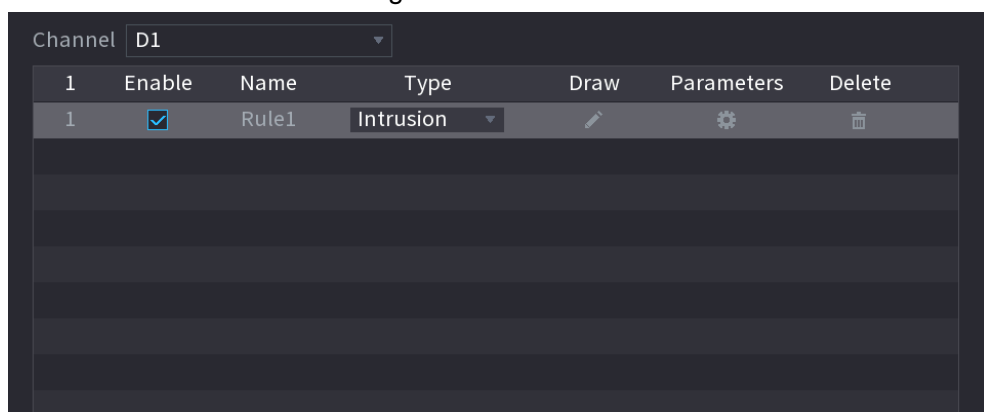 Channel D1
1 Enable Name Type Draw Parameters Delete
1 Rule1 Intrusion